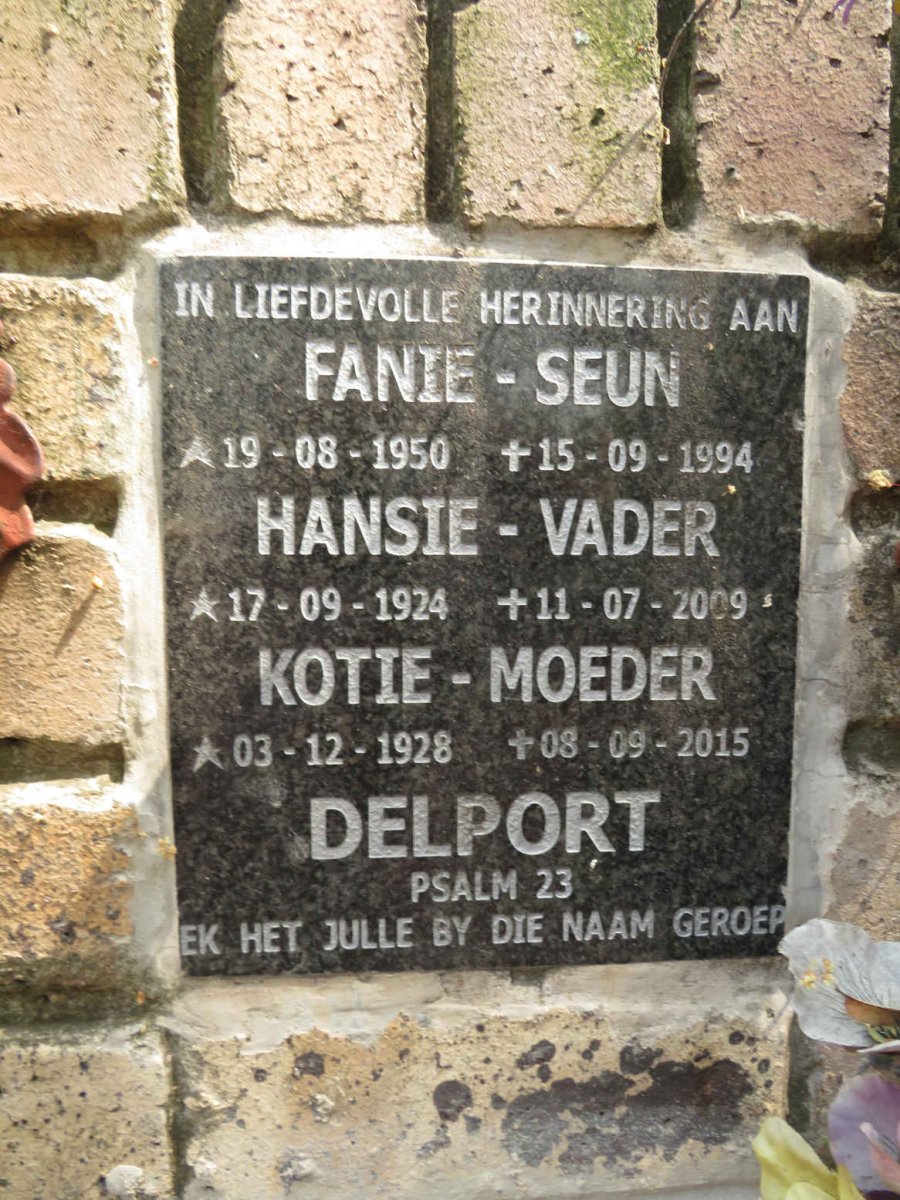 IN LIEFDEVOLLE HERINNERING AAN
FANIE - SEUN
☆ 19 - 08 - 1950 ✝ 15 - 09 - 1994
HANSIE - VADER
☆ 17 - 09 - 1924 ✝ 11 - 07 - 2009
KOTIE - MOEDER
☆ 03 - 12 - 1928 ✝ 08 - 09 - 2015
DELPORT
PSALM 23
EK HET JULLE BY DIE NAAM GEROEP